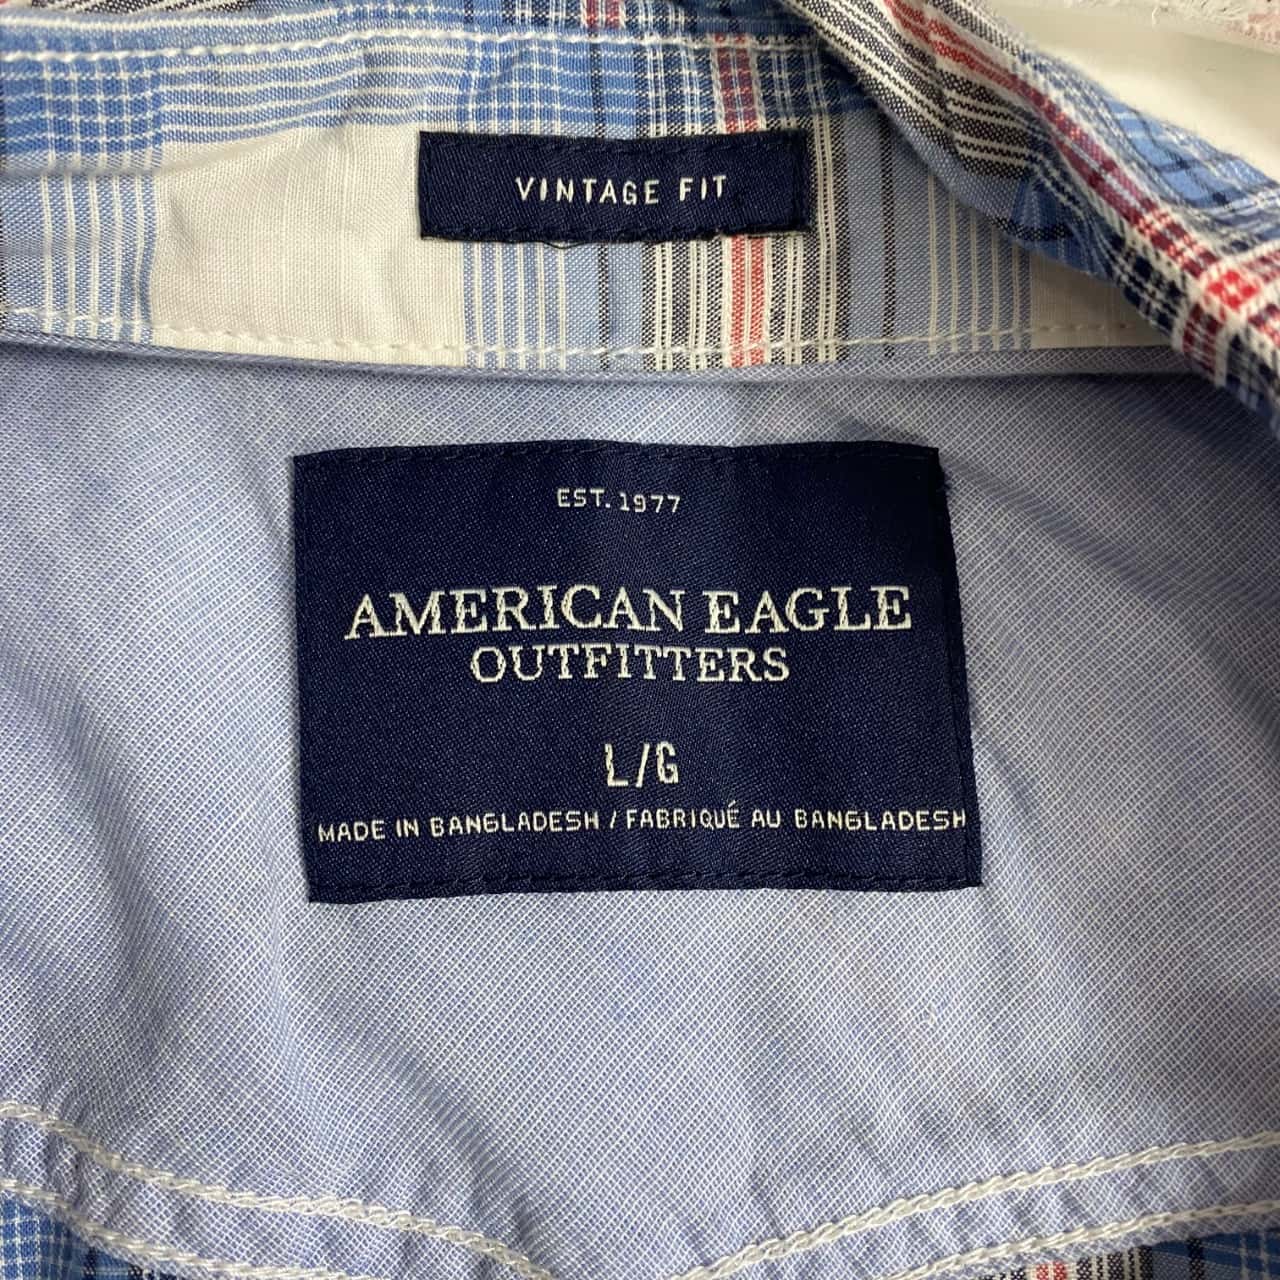 VINTAGE FIT
EST. 1977
AMERICAN EAGLE
OUTFITTERS
L/G
MADE IN BANGLADESH / FABRIQUÉ AU BANGLADESH